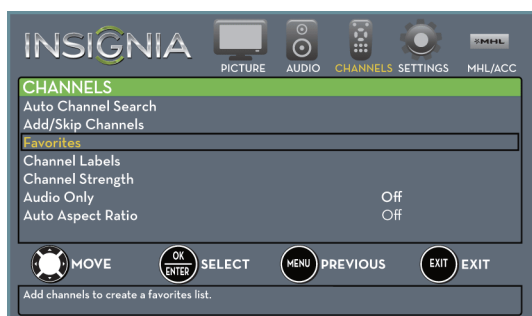 INSIGNIA
PICTURE AUDIO CHANNELS SETTINGS MHL MHL/ACC
CHANNELS
Auto Channel Search
Add/Skip Channels
Favorites
Channel Labels
Channel Strength
Audio Only Off
Auto Aspect Ratio Off
MOVE OK ENTER SELECT MENU PREVIOUS EXIT EXIT
Add channels to create a favorites list.